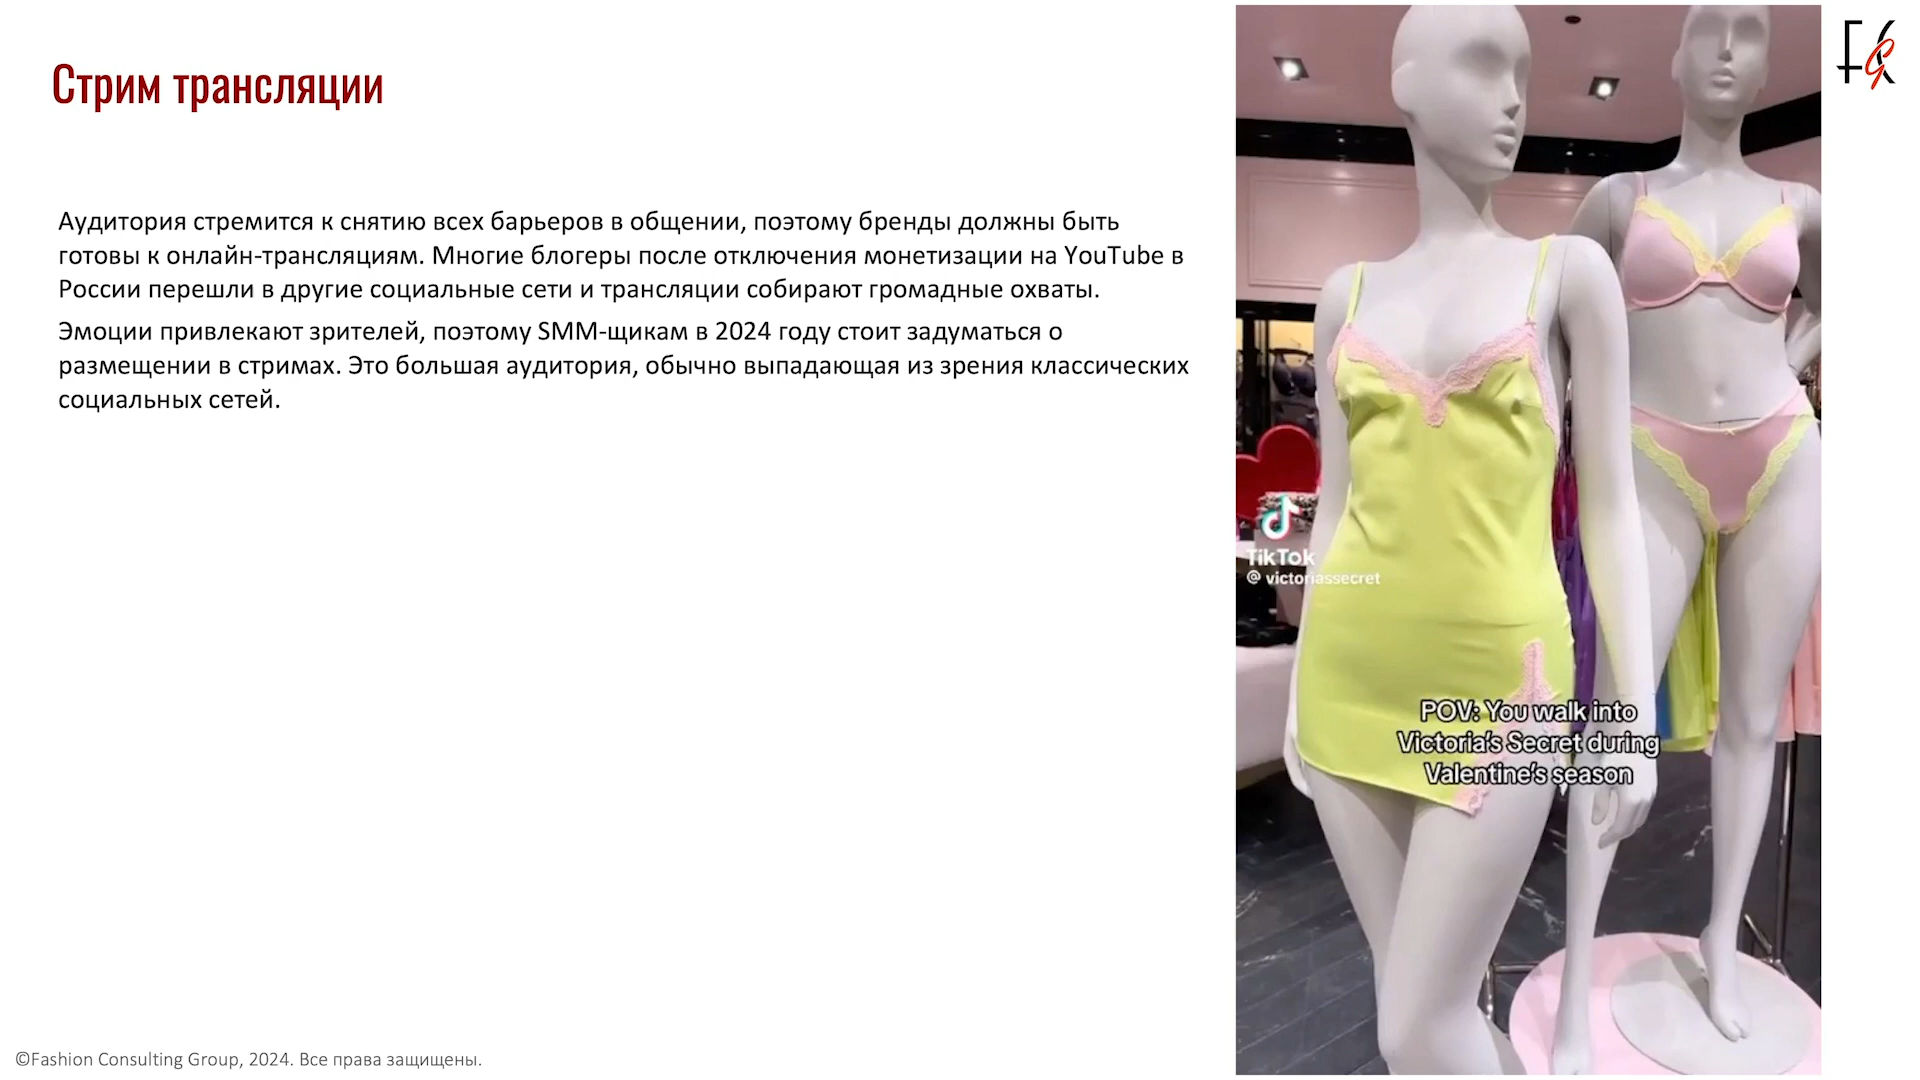 Стрим трансляции
Аудитория стремится к снятию всех барьеров в общении, поэтому бренды должны быть
готовы к онлайн-трансляциям. Многие блогеры после отключения монетизации на YouTube в
России перешли в другие социальные сети и трансляции собирают громадные охваты.
Эмоции привлекают зрителей, поэтому SMM-щикам в 2024 году стоит задуматься о
размещении в стримах. Это большая аудитория, обычно выпадающая из зрения классических
социальных сетей.
FCG
TikTok
@ victoriassecret
POV: You walk into
Victoria's Secret during
Valentine's season
©Fashion Consulting Group, 2024. Все права защищены.